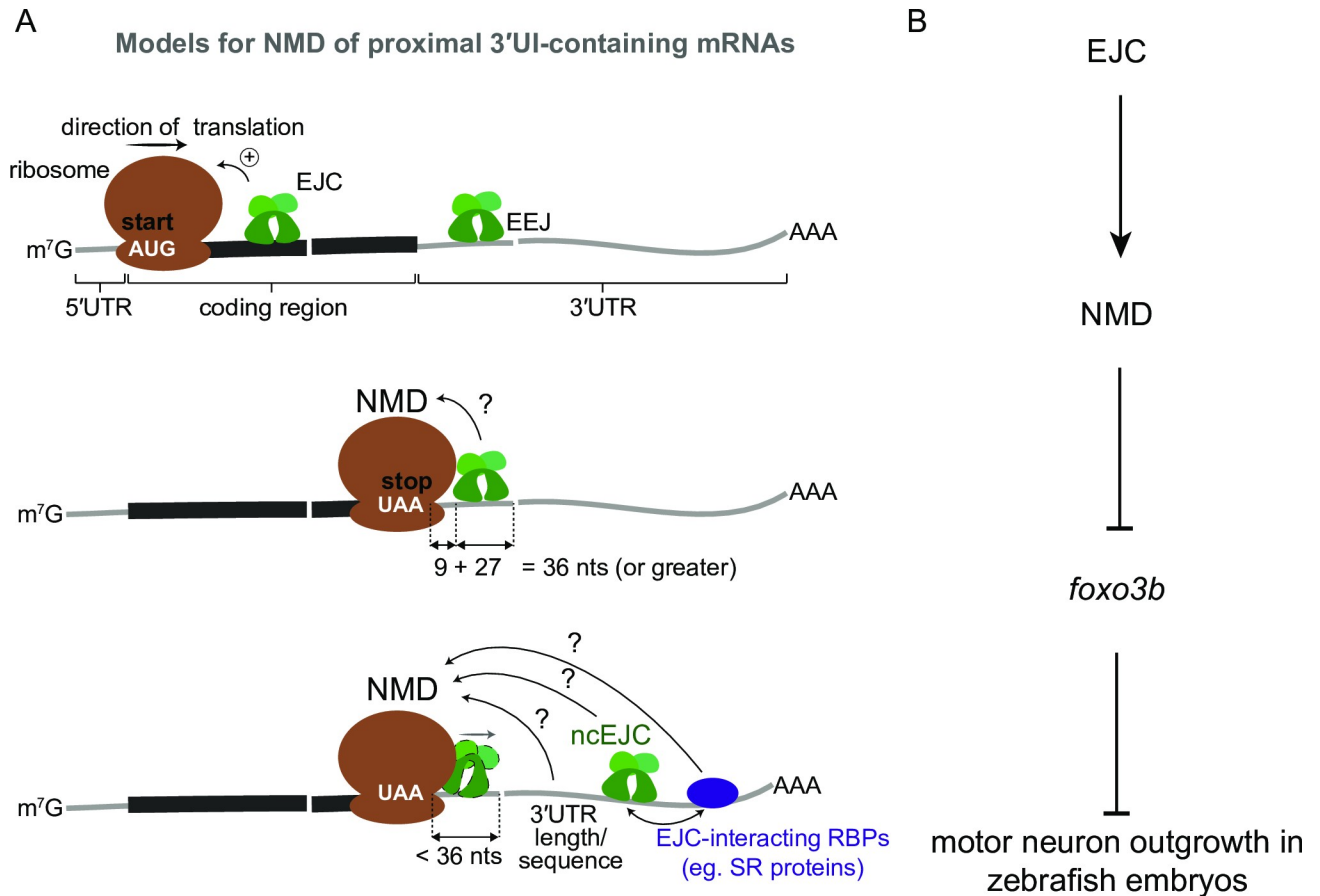 A
Models for NMD of proximal 3′UI-containing mRNAs
direction of translation
ribosome
+
EJC
start
AUG
EEJ
m⁷G
AAA
5′UTR
coding region
3′UTR
NMD
?
stop
UAA
m⁷G
AAA
9 + 27 = 36 nts (or greater)
?
?
NMD
?
ncEJC
UAA
m⁷G
AAA
< 36 nts
3′UTR
length/
sequence
EJC-interacting RBPs
(eg. SR proteins)
B
EJC
NMD
foxo3b
motor neuron outgrowth in
zebrafish embryos